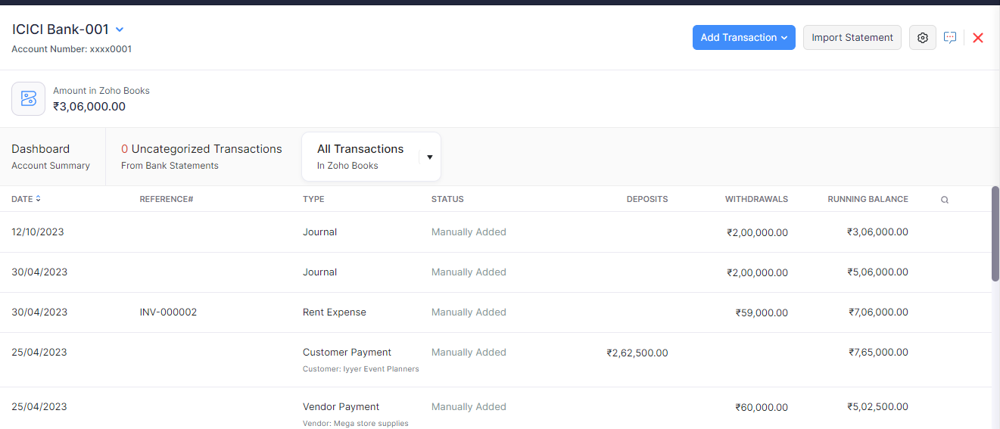 ICICI Bank-001
Account Number: xxxx0001
Add Transaction
Import Statement
Amount in Zoho Books
₹3,06,000.00
Dashboard
Account Summary
0 Uncategorized Transactions
From Bank Statements
All Transactions
In Zoho Books
DATE REFERENCE# TYPE STATUS DEPOSITS WITHDRAWALS RUNNING BALANCE
12/10/2023 Journal Manually Added ₹2,00,000.00 ₹3,06,000.00
30/04/2023 Journal Manually Added ₹2,00,000.00 ₹5,06,000.00
30/04/2023 INV-000002 Rent Expense Manually Added ₹59,000.00 ₹7,06,000.00
25/04/2023 Customer Payment Manually Added ₹2,62,500.00 ₹7,65,000.00
Customer: Iyyer Event Planners
25/04/2023 Vendor Payment Manually Added ₹60,000.00 ₹5,02,500.00
Vendor: Mega store supplies